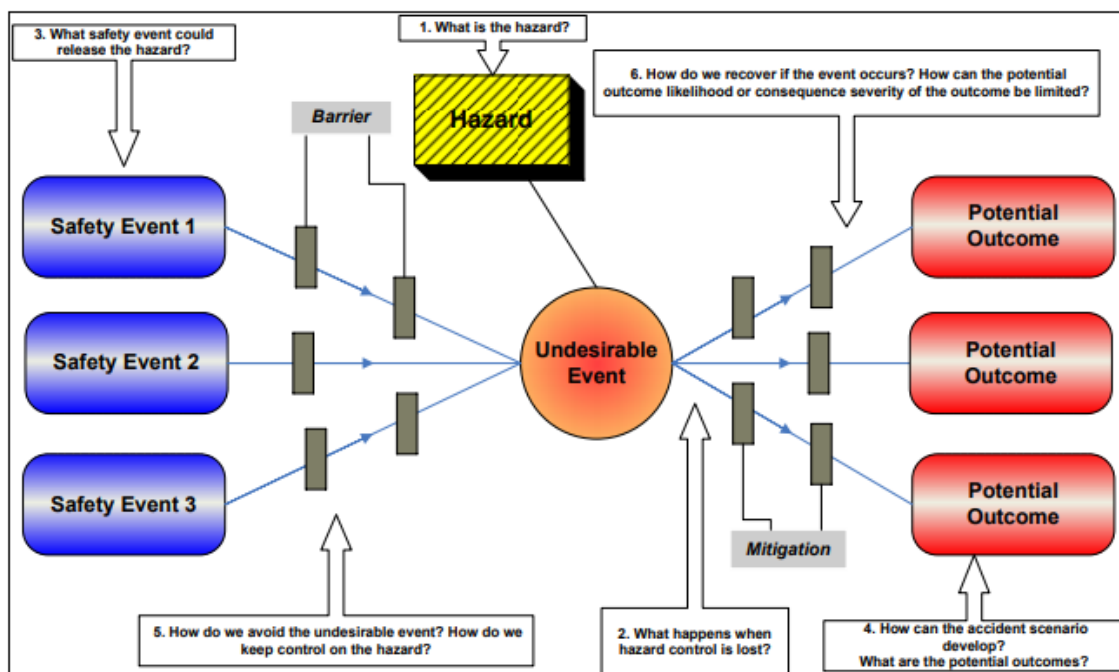 1. What is the hazard?
3. What safety event could
release the hazard?
6. How do we recover if the event occurs? How can the potential
outcome likelihood or consequence severity of the outcome be limited?
Barrier
Hazard
Safety Event 1
Potential
Outcome
Safety Event 2
Undesirable
Event
Potential
Outcome
Safety Event 3
Potential
Outcome
Mitigation
5. How do we avoid the undesirable event? How do we
keep control on the hazard?
2. What happens when
hazard control is lost?
4. How can the accident scenario
develop?
What are the potential outcomes?